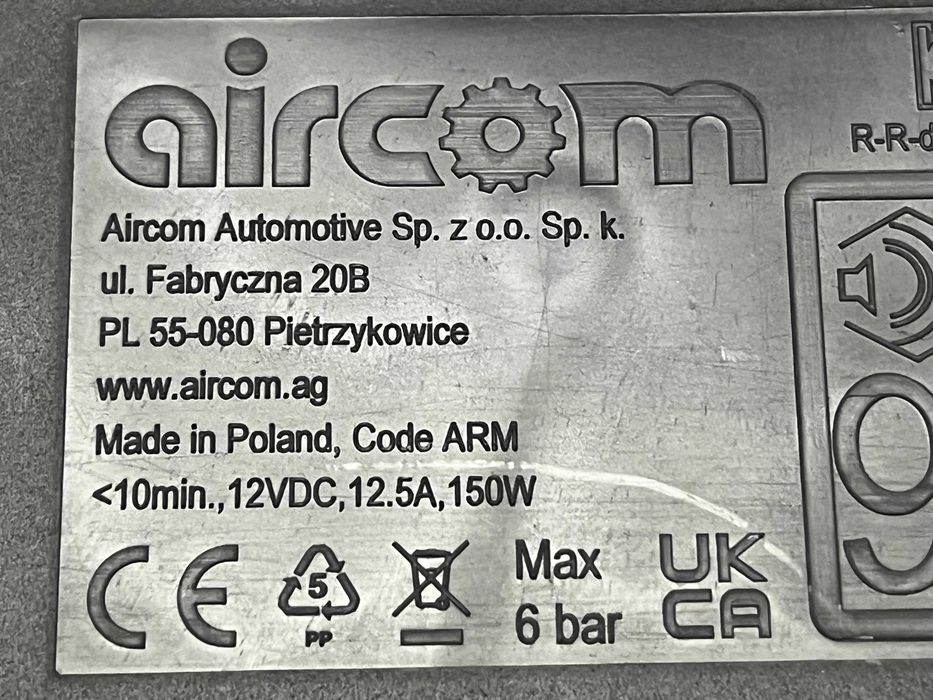 aircom
Aircom Automotive Sp. z o.o. Sp. k.
ul. Fabryczna 20B
PL 55-080 Pietrzykowice
www.aircom.ag
Made in Poland, Code ARM
<10min.,12VDC,12.5A,150W
CE
5
PP
Max
6 bar
UK
CA
R-R-d